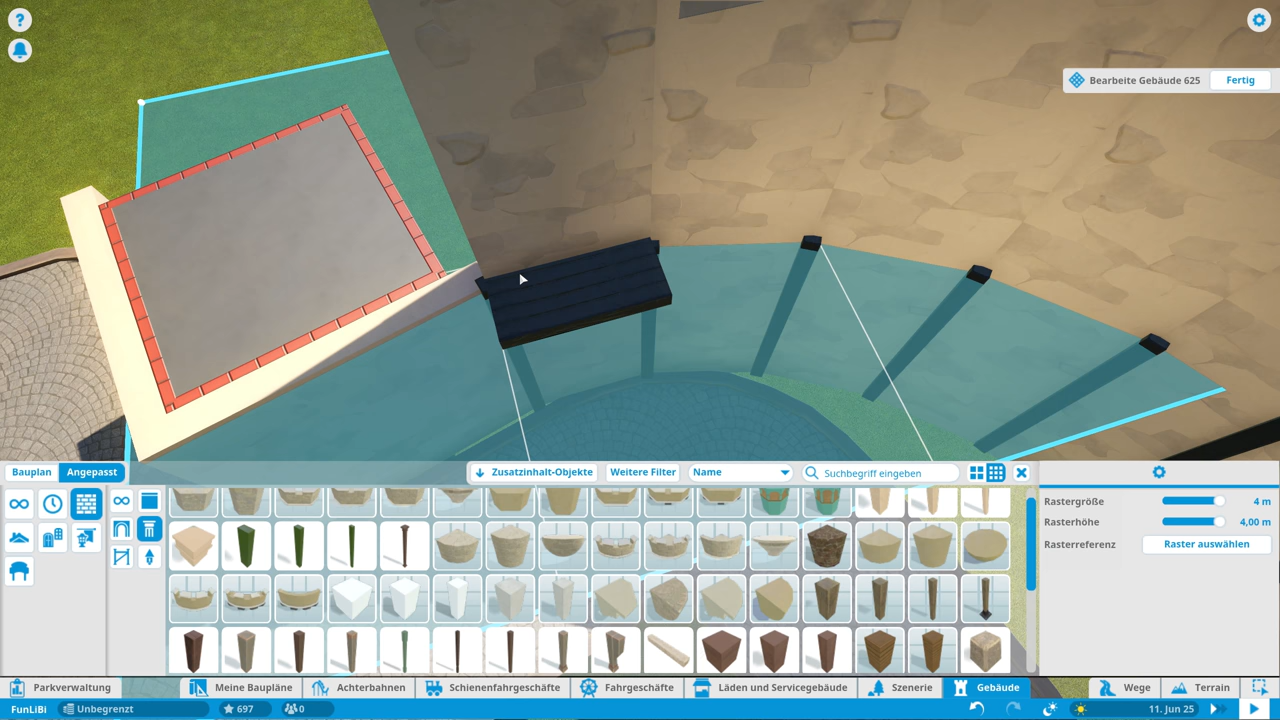 ?
Bearbeite Gebäude 625 Fertig
Bauplan Angepasst Zusatzinhalt-Objekte Weitere Filter Name Suchbegriff eingeben
Rastergröße 4 m
Rasterhöhe 4,00 m
Rasterreferenz Raster auswählen
Parkverwaltung Meine Baupläne Achterbahnen Schienenfahrgeschäfte Fahrgeschäfte Läden und Servicegebäude Szenerie Gebäude Wege Terrain
FunLiBi Unbegrenzt 697 0 11. Jun 25